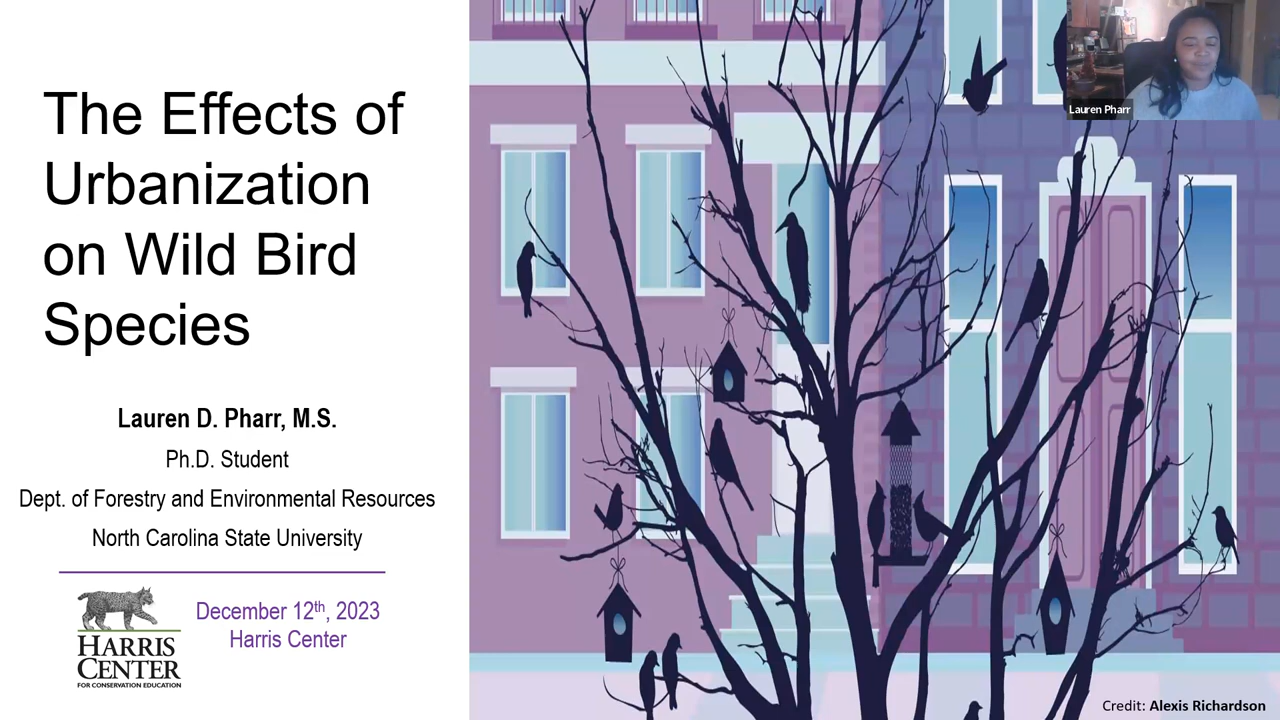 The Effects of
Urbanization
on Wild Bird
Species
Lauren D. Pharr, M.S.
Ph.D. Student
Dept. of Forestry and Environmental Resources
North Carolina State University
HARRIS
CENTER
FOR CONSERVATION EDUCATION
December 12th, 2023
Harris Center
Lauren Pharr
Credit: Alexis Richardson